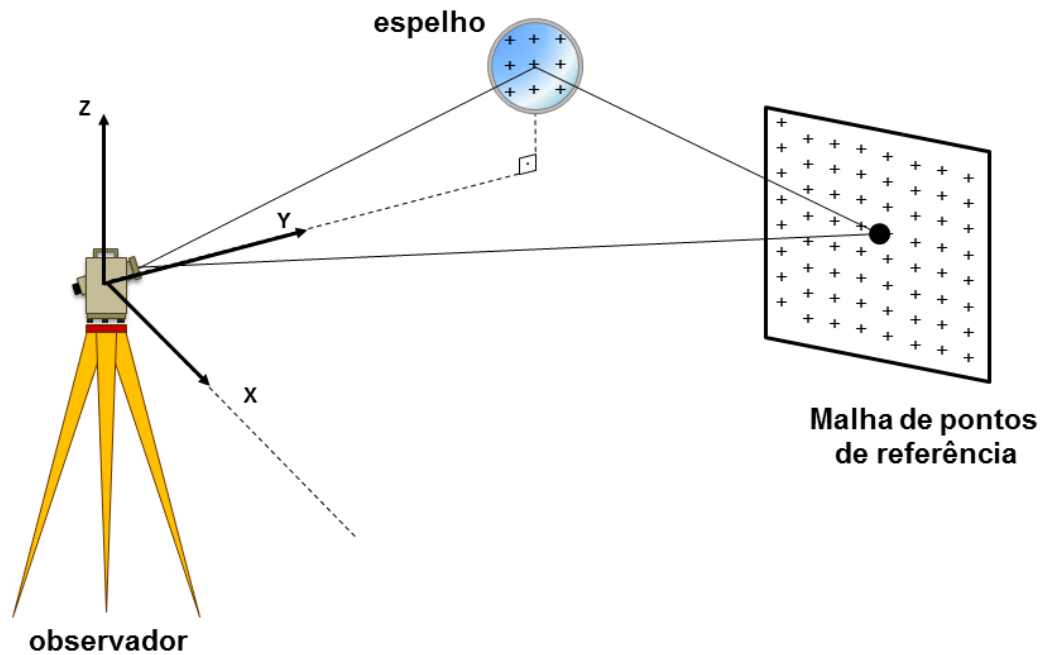 espelho
Z
Y
X
Malha de pontos
de referência
observador